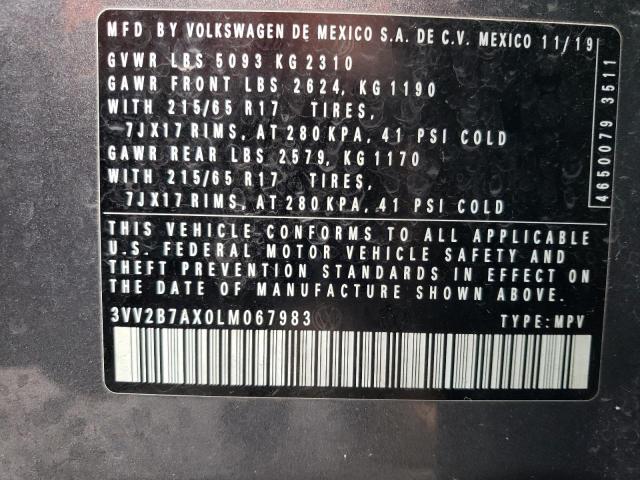 MFD BY VOLKSWAGEN DE MEXICO S.A. DE C.V. MEXICO 11/19
GVWR LBS 5093 KG 2310
GAWR FRONT LBS 2624, KG 1190
WITH 215/65 R17 TIRES,
7JX17 RIMS, AT 280 KPA, 41 PSI COLD
GAWR REAR LBS 2579, KG 1170
WITH 215/65 R17 TIRES,
7JX17 RIMS, AT 280 KPA, 41 PSI COLD
4650079 3511
THIS VEHICLE CONFORMS TO ALL APPLICABLE
U.S. FEDERAL MOTOR VEHICLE SAFETY AND
THEFT PREVENTION STANDARDS IN EFFECT ON
THE DATE OF MANUFACTURE SHOWN ABOVE.
3VV2B7AX0LM067983 TYPE: MPV